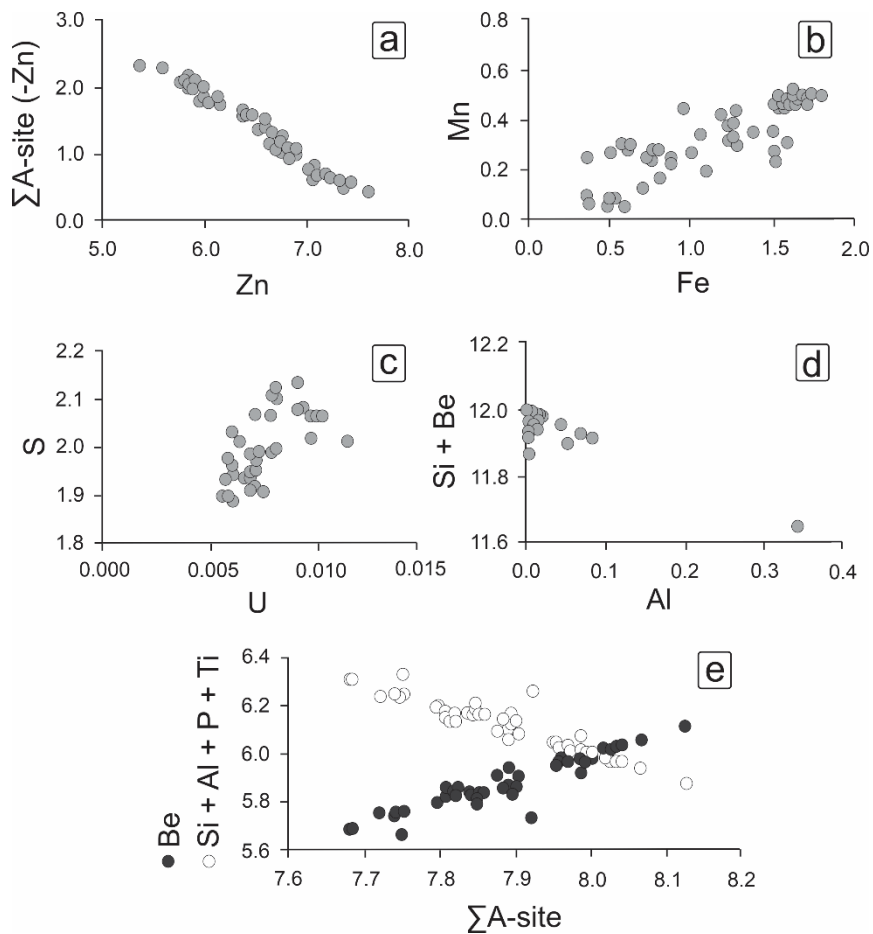 a
3.0
2.0
1.0
0.0
∑A-site (-Zn)
5.0 6.0 7.0 8.0
Zn
b
0.8
0.6
0.4
0.2
0.0
Mn
0.0 0.5 1.0 1.5 2.0
Fe
c
2.2
2.1
2.0
1.9
1.8
S
0.000 0.005 0.010 0.015
U
d
12.2
12.0
11.8
11.6
Si + Be
0.0 0.1 0.2 0.3 0.4
Al
e
6.4
6.2
6.0
5.8
5.6
Be
Si + Al + P + Ti
7.6 7.7 7.8 7.9 8.0 8.1 8.2
∑A-site